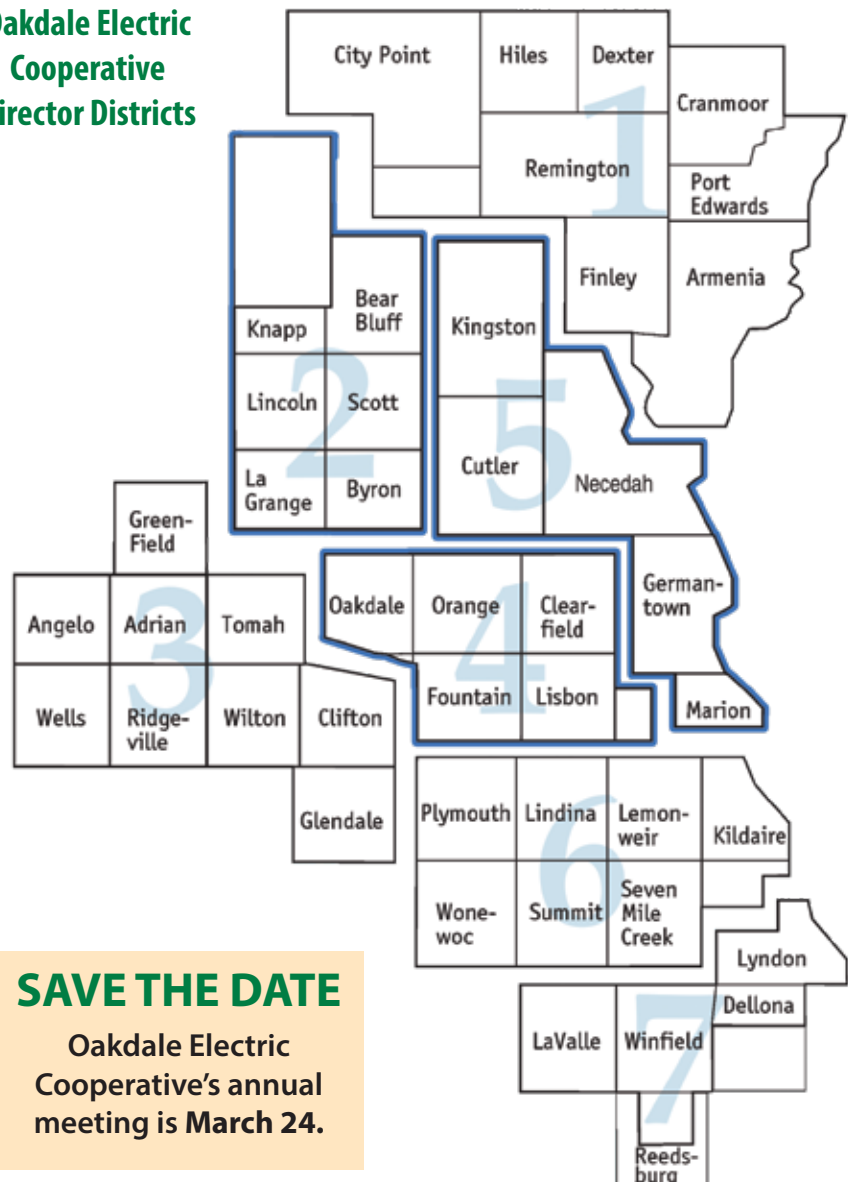 akdale Electric
Cooperative
irector Districts
City Point
Hiles
Dexter
Cranmoor
1
Remington
Port
Edwards
Finley
Armenia
Knapp
Bear
Bluff
2
Lincoln
Scott
La
Grange
Byron
Kingston
5
Cutler
Necedah
German-
town
Marion
Green-
Field
3
Angelo
Adrian
Tomah
Wells
Ridge-
ville
Wilton
Clifton
Glendale
4
Oakdale
Orange
Clear-
field
Fountain
Lisbon
6
Plymouth
Lindina
Lemon-
weir
Kildaire
Wone-
woc
Summit
Seven
Mile
Creek
Lyndon
Dellona
7
LaValle
Winfield
Reeds-
burg
SAVE THE DATE
Oakdale Electric
Cooperative's annual
meeting is March 24.